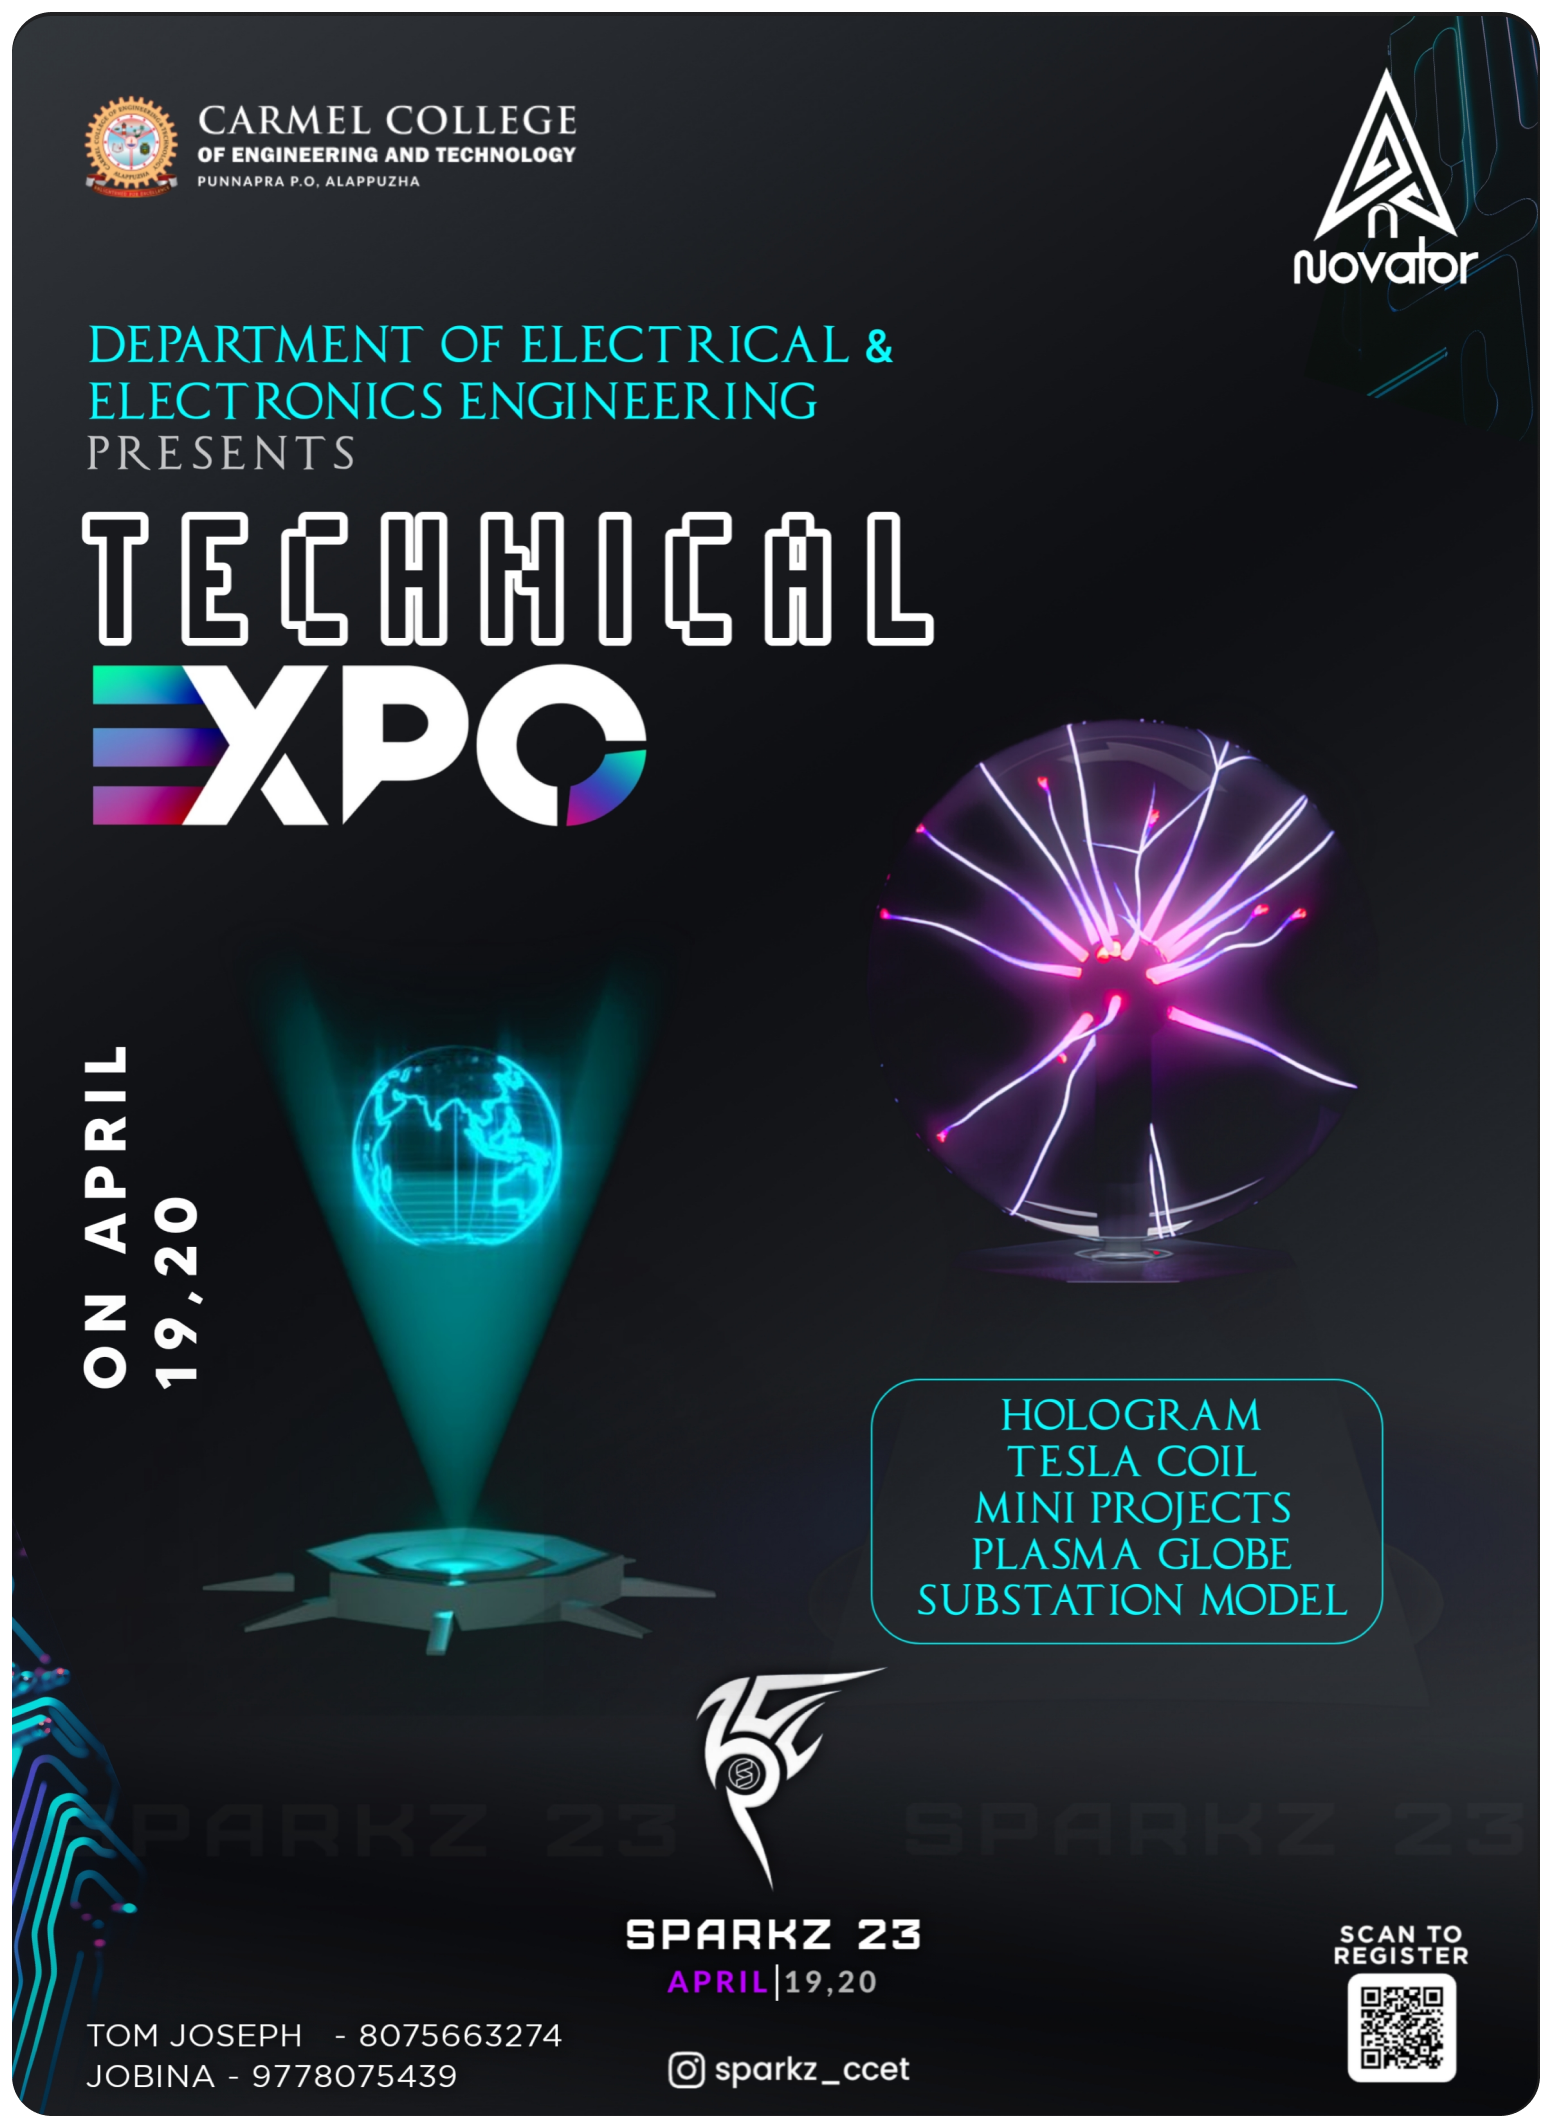 CARMEL COLLEGE
OF ENGINEERING AND TECHNOLOGY
PUNNAPRA P.O, ALAPPUZHA
Novator
DEPARTMENT OF ELECTRICAL &
ELECTRONICS ENGINEERING
PRESENTS
TECHNICAL
EXPO
ON APRIL
19,20
HOLOGRAM
TESLA COIL
MINI PROJECTS
PLASMA GLOBE
SUBSTATION MODEL
SPARKZ 23
SPARKZ 23
SPARKZ 23
APRIL|19,20
SCAN TO
REGISTER
TOM JOSEPH - 8075663274
JOBINA - 9778075439
sparkz_ccet